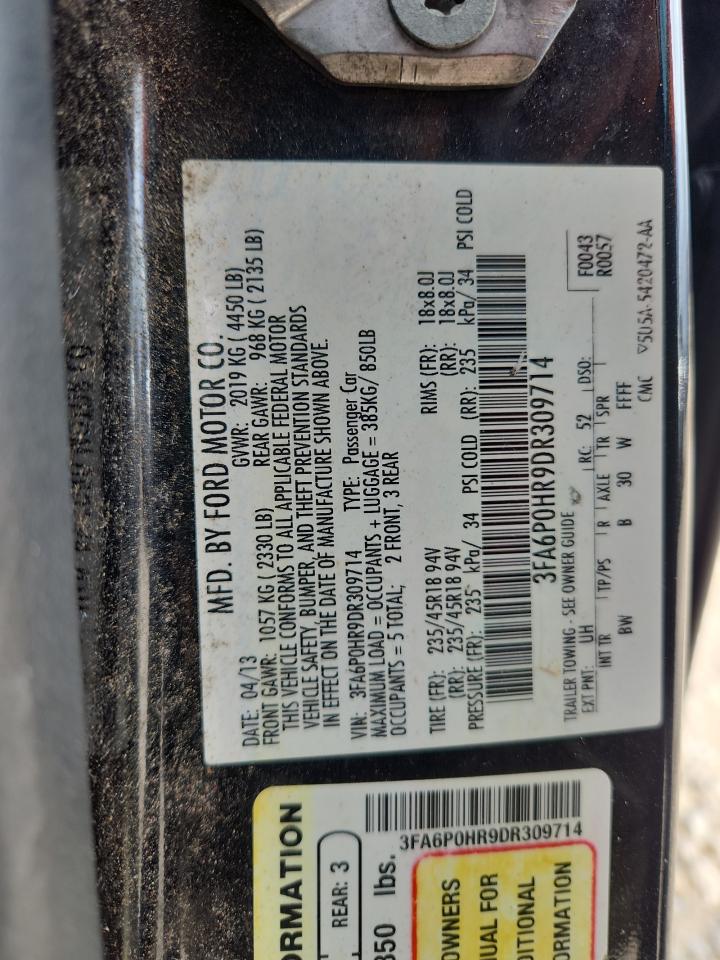 MFD. BY FORD MOTOR CO.
DATE: 04/13 GVWR: 2019 KG ( 4450 LB)
FRONT GAWR: 1057 KG ( 2330 LB) REAR GAWR: 968 KG ( 2135 LB)
THIS VEHICLE CONFORMS TO ALL APPLICABLE FEDERAL MOTOR
VEHICLE SAFETY, BUMPER, AND THEFT PREVENTION STANDARDS
IN EFFECT ON THE DATE OF MANUFACTURE SHOWN ABOVE.
VIN: 3FA6P0HR9DR309714 TYPE: Passenger Car
MAXIMUM LOAD = OCCUPANTS + LUGGAGE = 385KG/ 850LB
OCCUPANTS = 5 TOTAL; 2 FRONT, 3 REAR
TIRE (FR): 235/45R18 94V RIMS (FR): 18x8.0J
(RR): 235/45R18 94V (RR): 18x8.0J
PRESSURE (FR): 235 kPa/ 34 PSI COLD (RR): 235 kPa/ 34 PSI COLD
3FA6P0HR9DR309714
TRAILER TOWING - SEE OWNER GUIDE F0043
EXT PNT: UH RC: 52 DSO: R0057
INT TR TP/PS R AXLE TR SPR
BW B 30 W FFFF
CMC ▽5U5A-5420472-AA
ORMATION
REAR: 3
850 lbs.
3FA6P0HR9DR309714
OWNERS
UAL FOR
DITIONAL
ORMATION